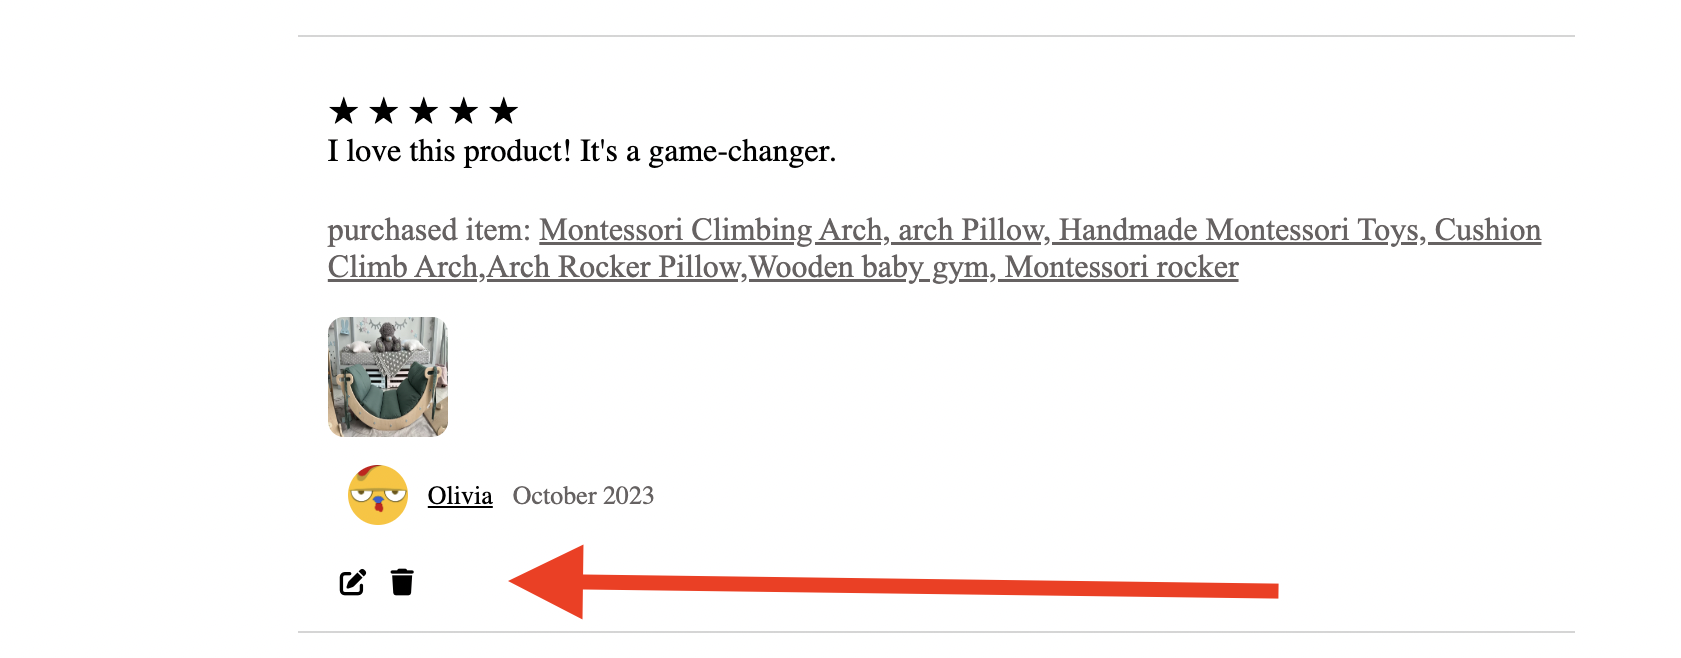 I love this product! It's a game-changer.
purchased item: Montessori Climbing Arch, arch Pillow, Handmade Montessori Toys, Cushion
Climb Arch,Arch Rocker Pillow,Wooden baby gym, Montessori rocker
Olivia October 2023